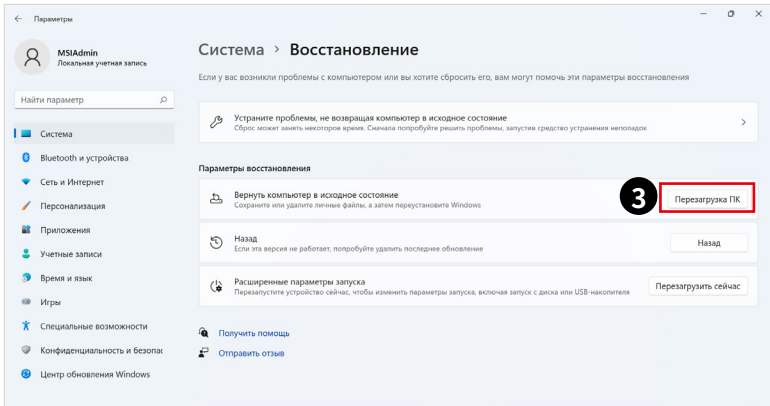 Параметры
MSIAdmin
Локальная учетная запись
Найти параметр
Система
Bluetooth и устройства
Сеть и Интернет
Персонализация
Приложения
Учетные записи
Время и язык
Игры
Специальные возможности
Конфиденциальность и безопас
Центр обновления Windows
Система > Восстановление
Если у вас возникли проблемы с компьютером или вы хотите сбросить его, вам могут помочь эти параметры восстановления
Устраните проблемы, не возвращая компьютер в исходное состояние
Сброс может занять некоторое время. Сначала попробуйте решить проблемы, запустив средство устранения неполадок
Параметры восстановления
Вернуть компьютер в исходное состояние
Сохраните или удалите личные файлы, а затем переустановите Windows
3
Перезагрузка ПК
Назад
Если эта версия не работает, попробуйте удалить последнее обновление
Назад
Расширенные параметры запуска
Перезапустите устройство сейчас, чтобы изменить параметры запуска, включая запуск с диска или USB-накопителя
Перезагрузить сейчас
Получить помощь
Отправить отзыв